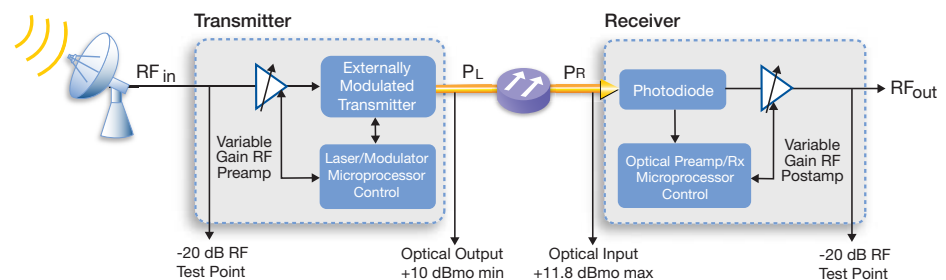 Transmitter
Receiver
RFin
Externally
Modulated
Transmitter
PL
PR
Photodiode
RFout
Variable
Gain RF
Preamp
Laser/Modulator
Microprocessor
Control
Optical Preamp/Rx
Microprocessor
Control
Variable
Gain RF
Postamp
-20 dB RF
Test Point
Optical Output
+10 dBmo min
Optical Input
+11.8 dBmo max
-20 dB RF
Test Point